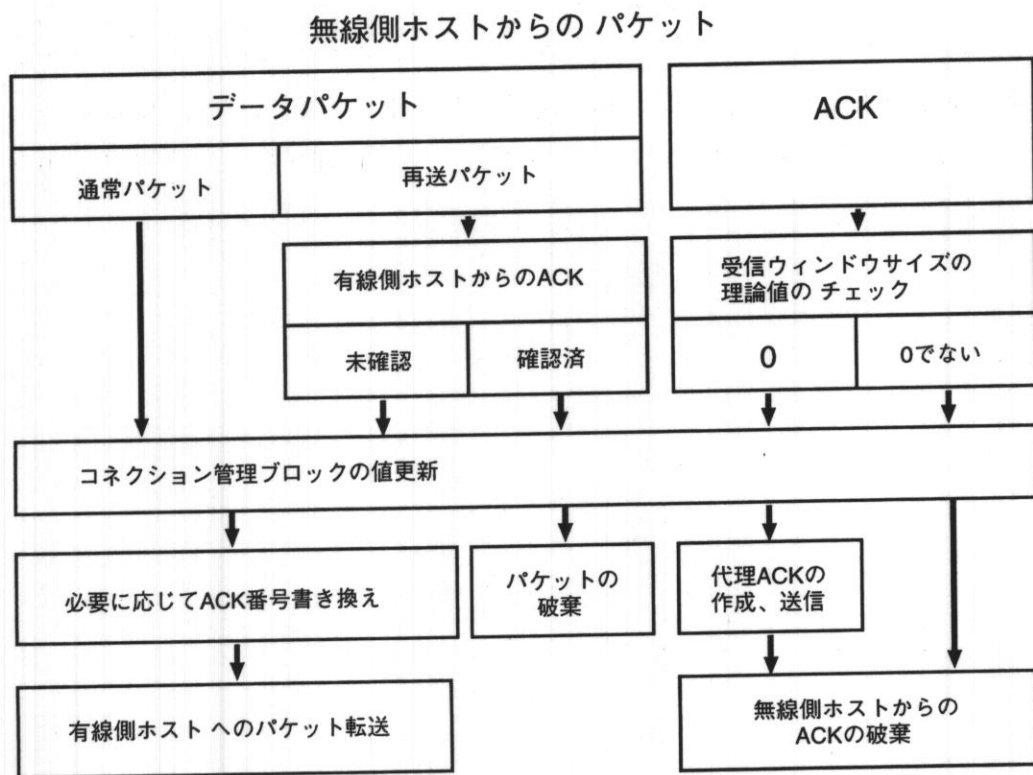 無線側ホストからの パケット
データパケット
ACK
通常パケット
再送パケット
有線側ホストからのACK
受信ウィンドウサイズの
理論値の チェック
未確認
確認済
0
0でない
コネクション管理ブロックの値更新
必要に応じてACK番号書き換え
パケットの
破棄
代理ACKの
作成、送信
有線側ホスト へのパケット転送
無線側ホストからの
ACKの破棄